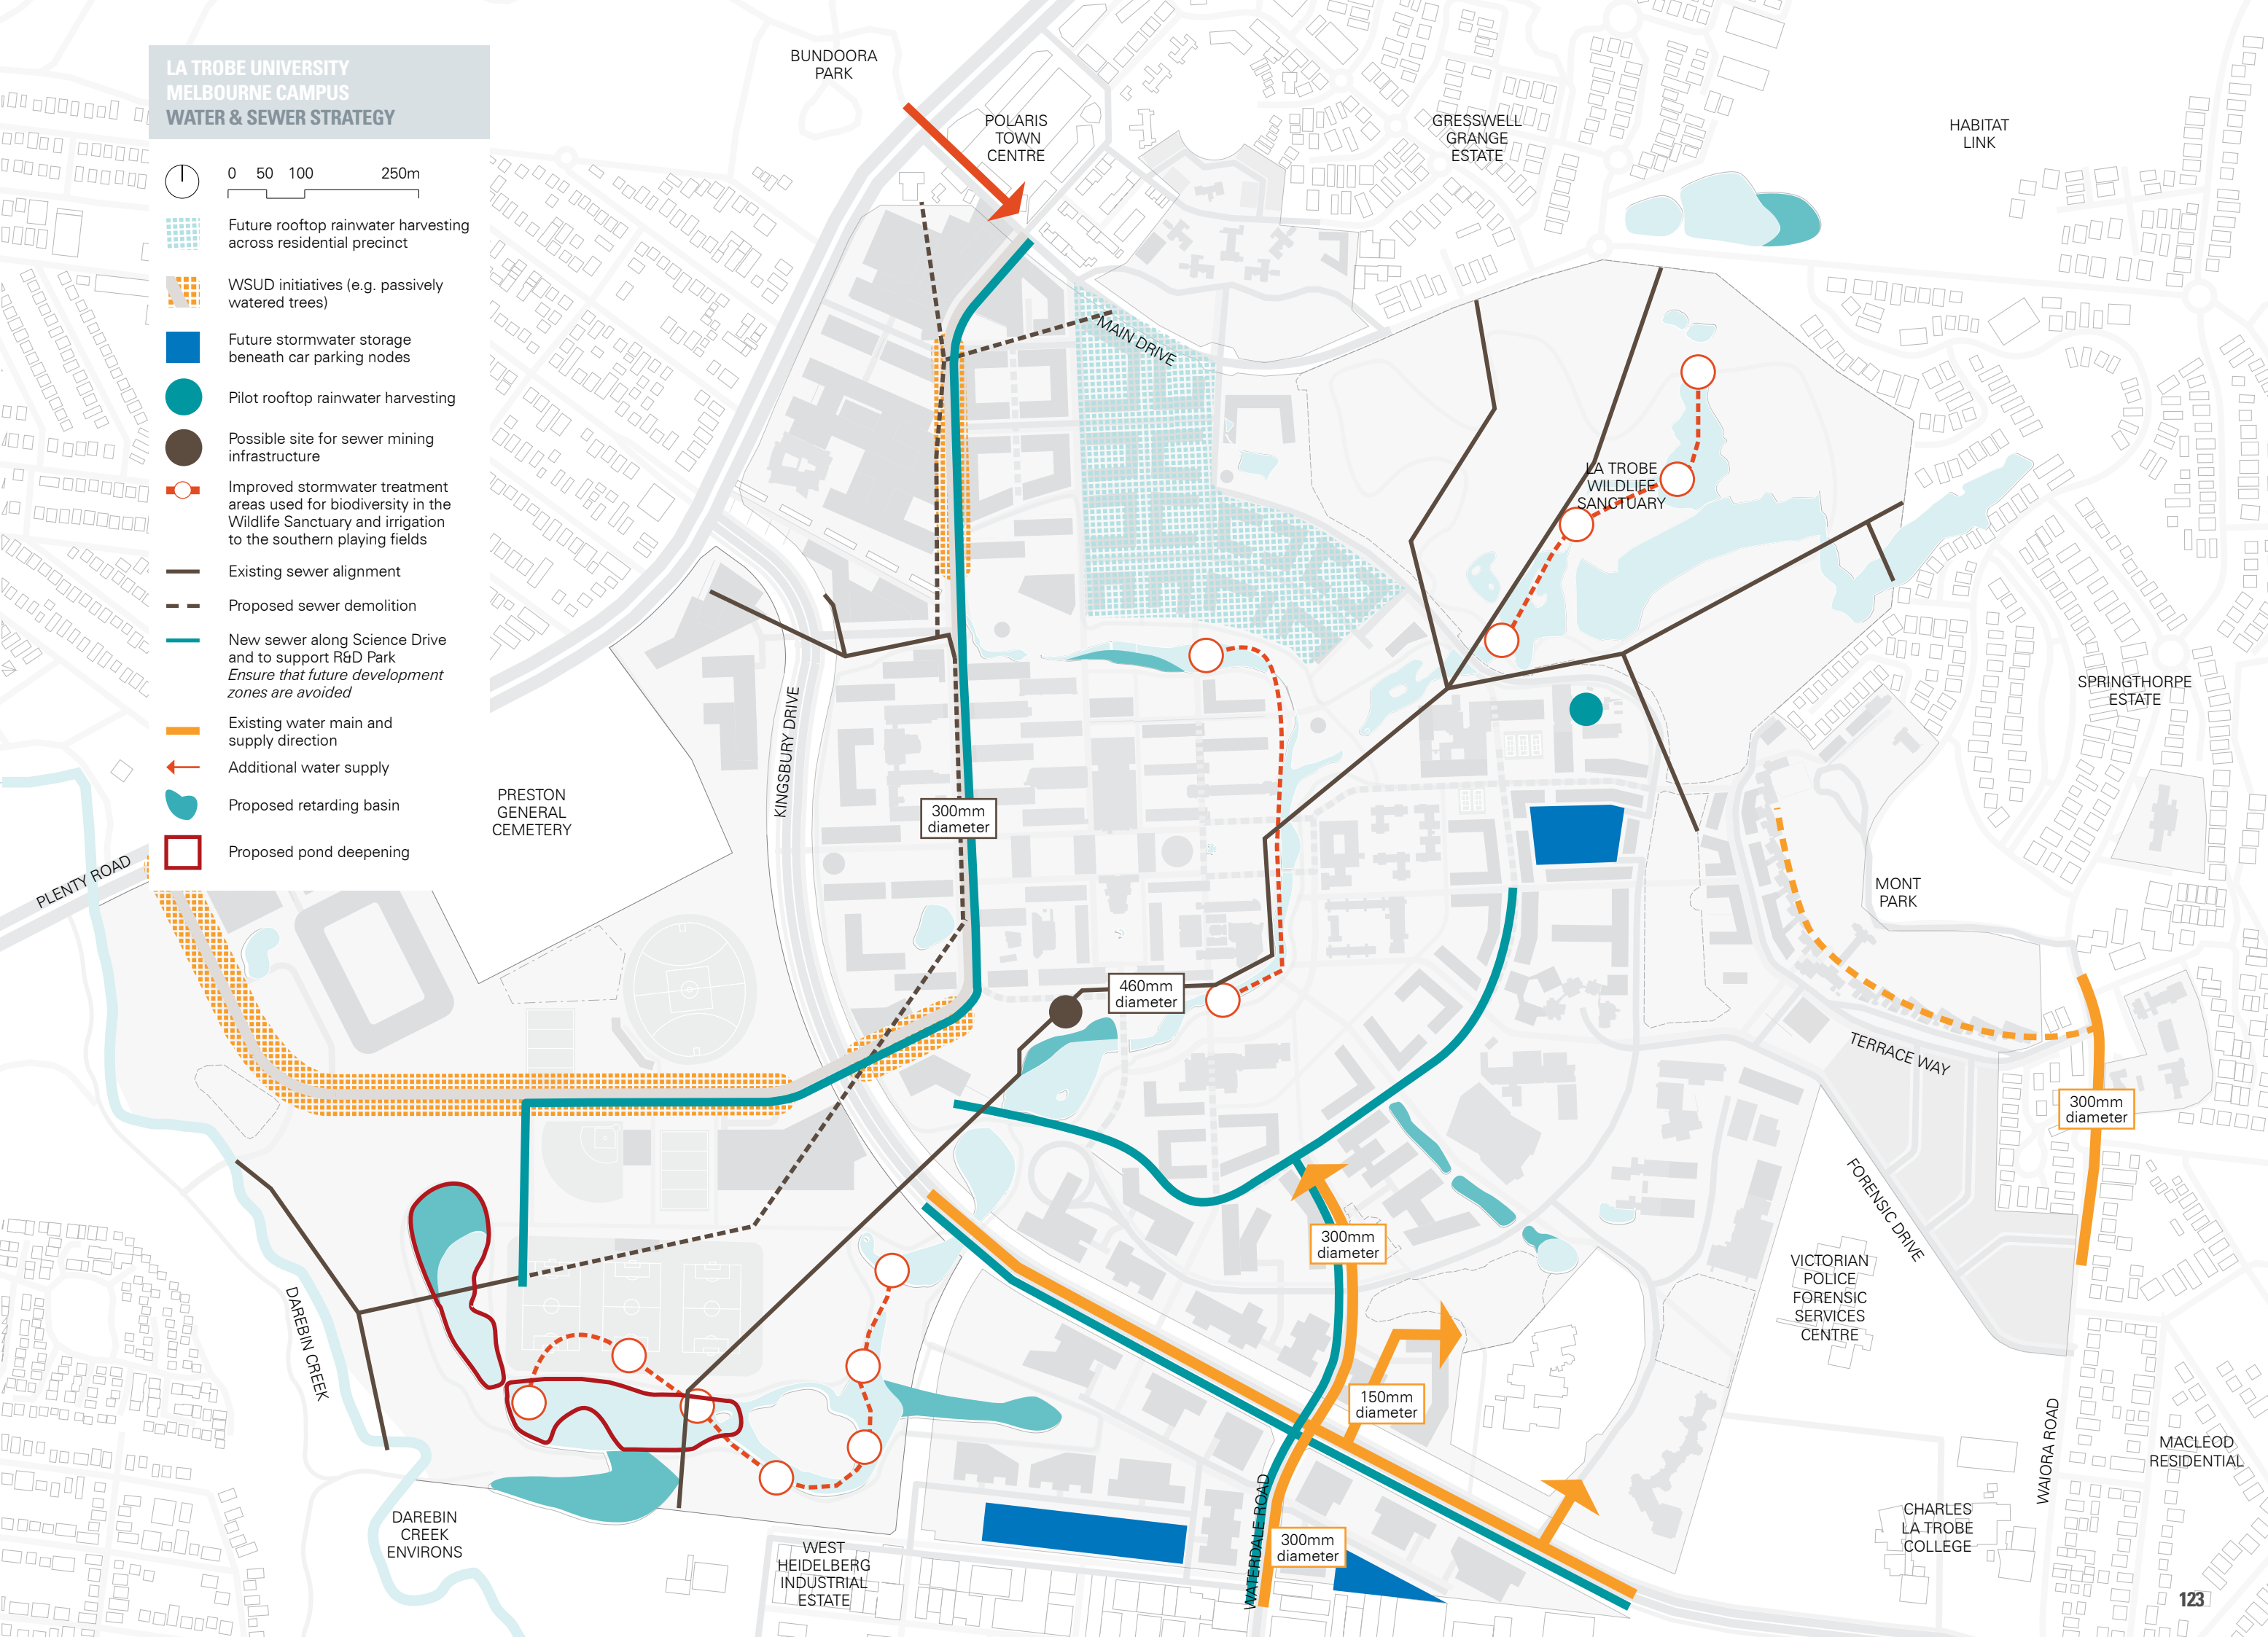 LA TROBE UNIVERSITY
MELBOURNE CAMPUS
WATER & SEWER STRATEGY
0 50 100 250m
Future rooftop rainwater harvesting
across residential precinct
WSUD initiatives (e.g. passively
watered trees)
Future stormwater storage
beneath car parking nodes
Pilot rooftop rainwater harvesting
Possible site for sewer mining
infrastructure
Improved stormwater treatment
areas used for biodiversity in the
Wildlife Sanctuary and irrigation
to the southern playing fields
Existing sewer alignment
Proposed sewer demolition
New sewer along Science Drive
and to support R&D Park
Ensure that future development
zones are avoided
Existing water main and
supply direction
Additional water supply
Proposed retarding basin
Proposed pond deepening
BUNDOORA
PARK
POLARIS
TOWN
CENTRE
GRESSWELL
GRANGE
ESTATE
HABITAT
LINK
MAIN DRIVE
LA TROBE
WILDLIFE
SANCTUARY
SPRINGTHORPE
ESTATE
KINGSBURY DRIVE
PRESTON
GENERAL
CEMETERY
PLENTY ROAD
300mm
diameter
460mm
diameter
MONT
PARK
TERRACE WAY
300mm
diameter
FORENSIC DRIVE
300mm
diameter
VICTORIAN
POLICE
FORENSIC
SERVICES
CENTRE
DAREBIN CREEK
150mm
diameter
WAIORA ROAD
MACLEOD
RESIDENTIAL
DAREBIN
CREEK
ENVIRONS
WEST
HEIDELBERG
INDUSTRIAL
ESTATE
WATERDALE ROAD
300mm
diameter
CHARLES
LA TROBE
COLLEGE
123